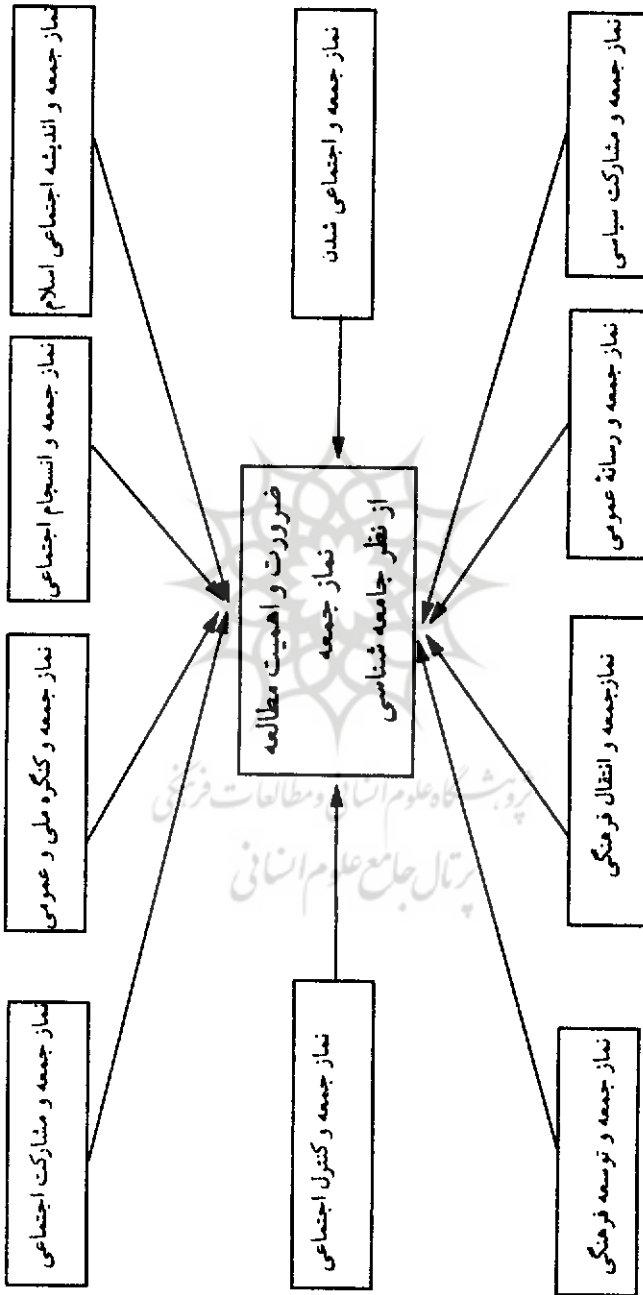 نماز جمعه و اندیشه اجتماعی اسلام
نماز جمعه و انسجام اجتماعی
نماز جمعه و کنگره ملی و عمومی
نماز جمعه و مشارکت اجتماعی
نماز جمعه و اجتماعی شدن
ضرورت و اهمیت مطالعه
نماز جمعه
از نظر جامعه شناسی
نماز جمعه و کنترل اجتماعی
نماز جمعه و مشارکت سیاسی
نماز جمعه و رسانهٔ عمومی
نماز جمعه و انتقال فرهنگی
نماز جمعه و توسعه فرهنگی
پژوهشگاه علوم انسانی و مطالعات فرهنگی
پرتال جامع علوم انسانی